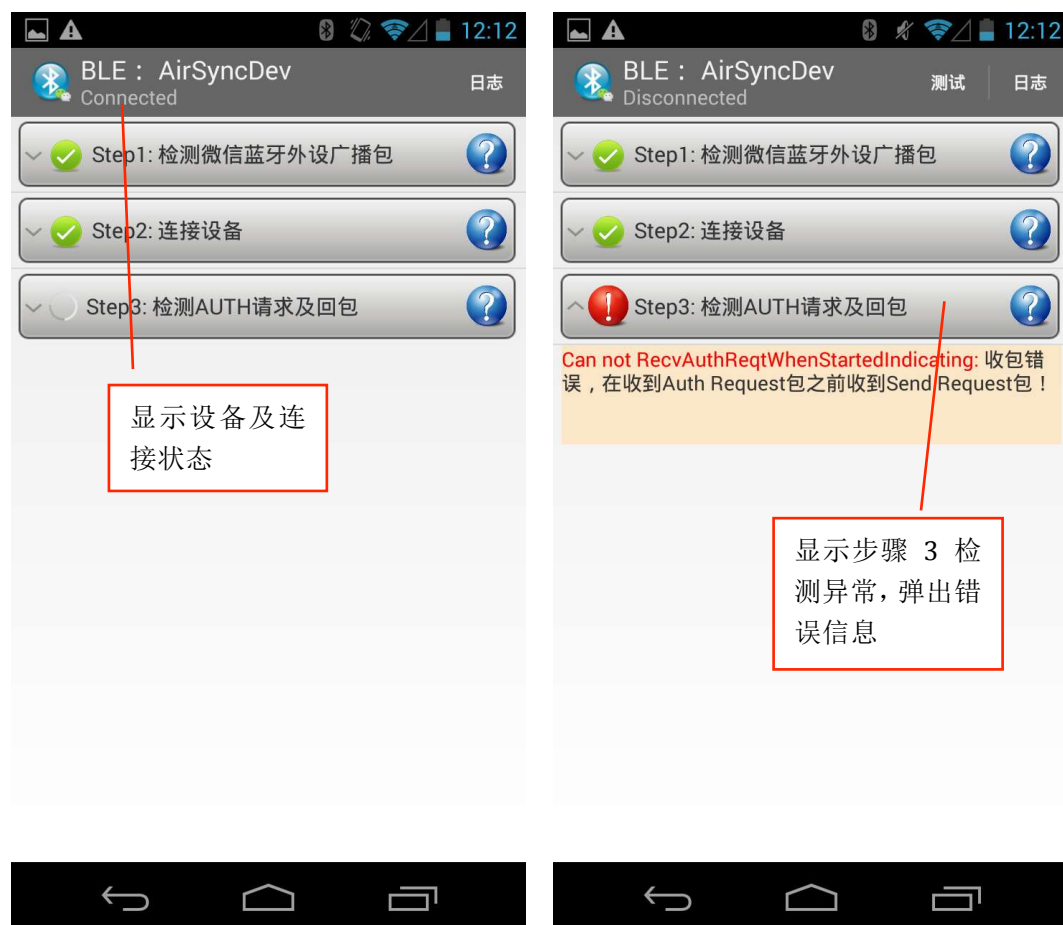 12:12
BLE： AirSyncDev
Connected
日志
Step1: 检测微信蓝牙外设广播包
Step2: 连接设备
Step3: 检测AUTH请求及回包
显示设备及连
接状态
12:12
BLE： AirSyncDev
Disconnected
测试
日志
Step1: 检测微信蓝牙外设广播包
Step2: 连接设备
Step3: 检测AUTH请求及回包
Can not RecvAuthReqtWhenStartedIndicating: 收包错
误，在收到Auth Request包之前收到Send Request包！
显示步骤 3 检
测异常，弹出错
误信息